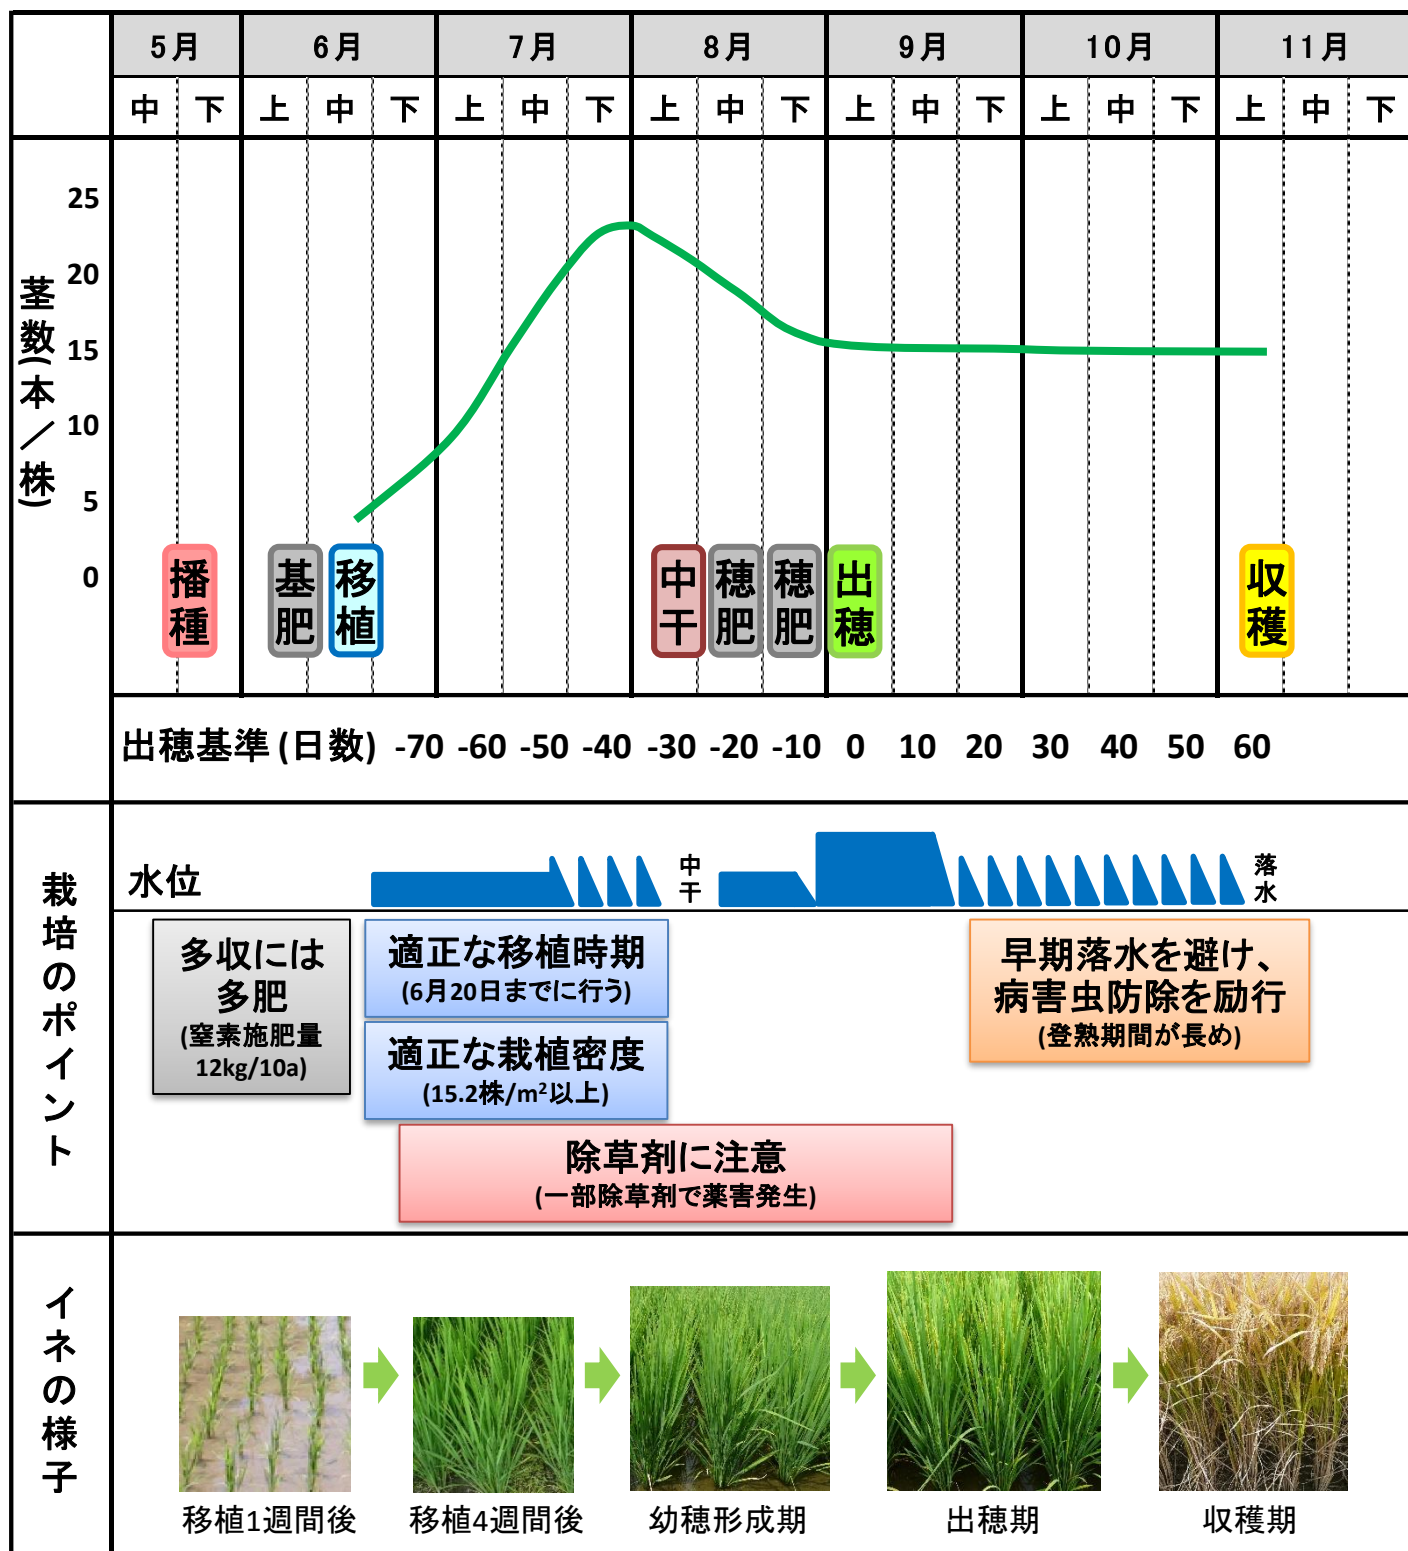 5月 6月 7月 8月 9月 10月 11月
中 下 上 中 下 上 中 下 上 中 下 上 中 下 上 中 下 上 中 下
茎数(本／株)
25
20
15
10
5
0
播種
基肥
移植
中干
穂肥
穂肥
出穂
収穫
出穂基準(日数) -70 -60 -50 -40 -30 -20 -10 0 10 20 30 40 50 60
栽培のポイント
水位
中干
落水
多収には
多肥
(窒素施肥量
12kg/10a)
適正な移植時期
(6月20日までに行う)
適正な栽植密度
(15.2株/m²以上)
除草剤に注意
(一部除草剤で薬害発生)
早期落水を避け、
病害虫防除を励行
(登熟期間が長め)
イネの様子
移植1週間後
移植4週間後
幼穂形成期
出穂期
収穫期